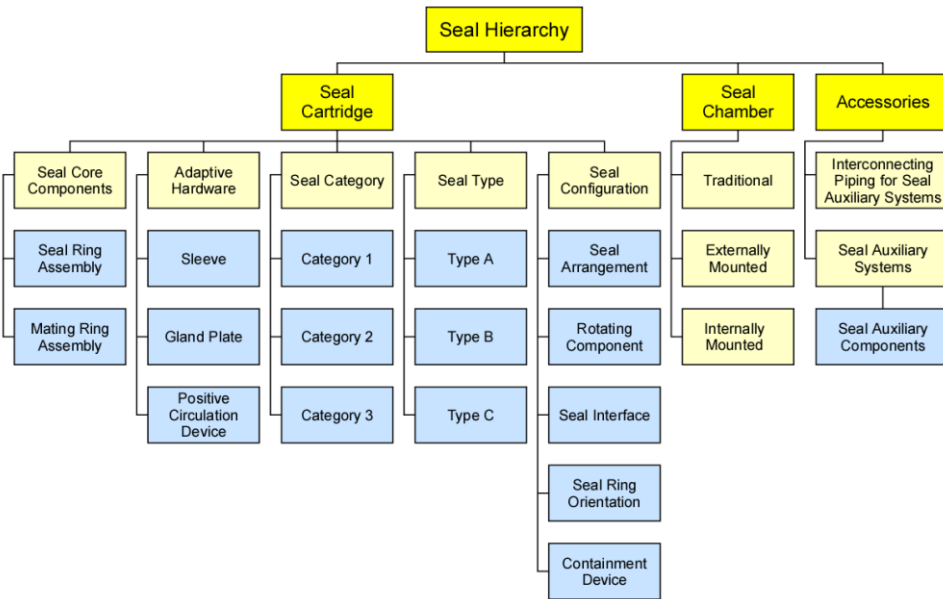 Seal Hierarchy
Seal
Cartridge
Seal
Chamber
Accessories
Seal Core
Components
Adaptive
Hardware
Seal Category
Seal Type
Seal
Configuration
Traditional
Interconnecting
Piping for Seal
Auxiliary Systems
Seal Ring
Assembly
Sleeve
Category 1
Type A
Seal
Arrangement
Externally
Mounted
Seal Auxiliary
Systems
Mating Ring
Assembly
Gland Plate
Category 2
Type B
Rotating
Component
Internally
Mounted
Seal Auxiliary
Components
Positive
Circulation
Device
Category 3
Type C
Seal Interface
Seal Ring
Orientation
Containment
Device